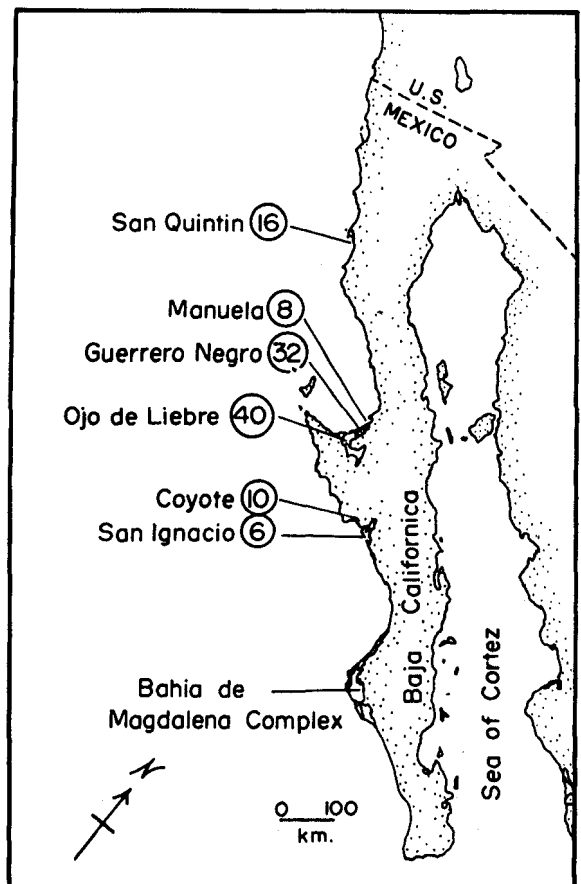 U.S.
MEXICO
San Quintin 16
Manuela 8
Guerrero Negro 32
Ojo de Liebre 40
Coyote 10
San Ignacio 6
Bahia de
Magdalena Complex
Baja Californica
Sea of Cortez
N
0 100
km.